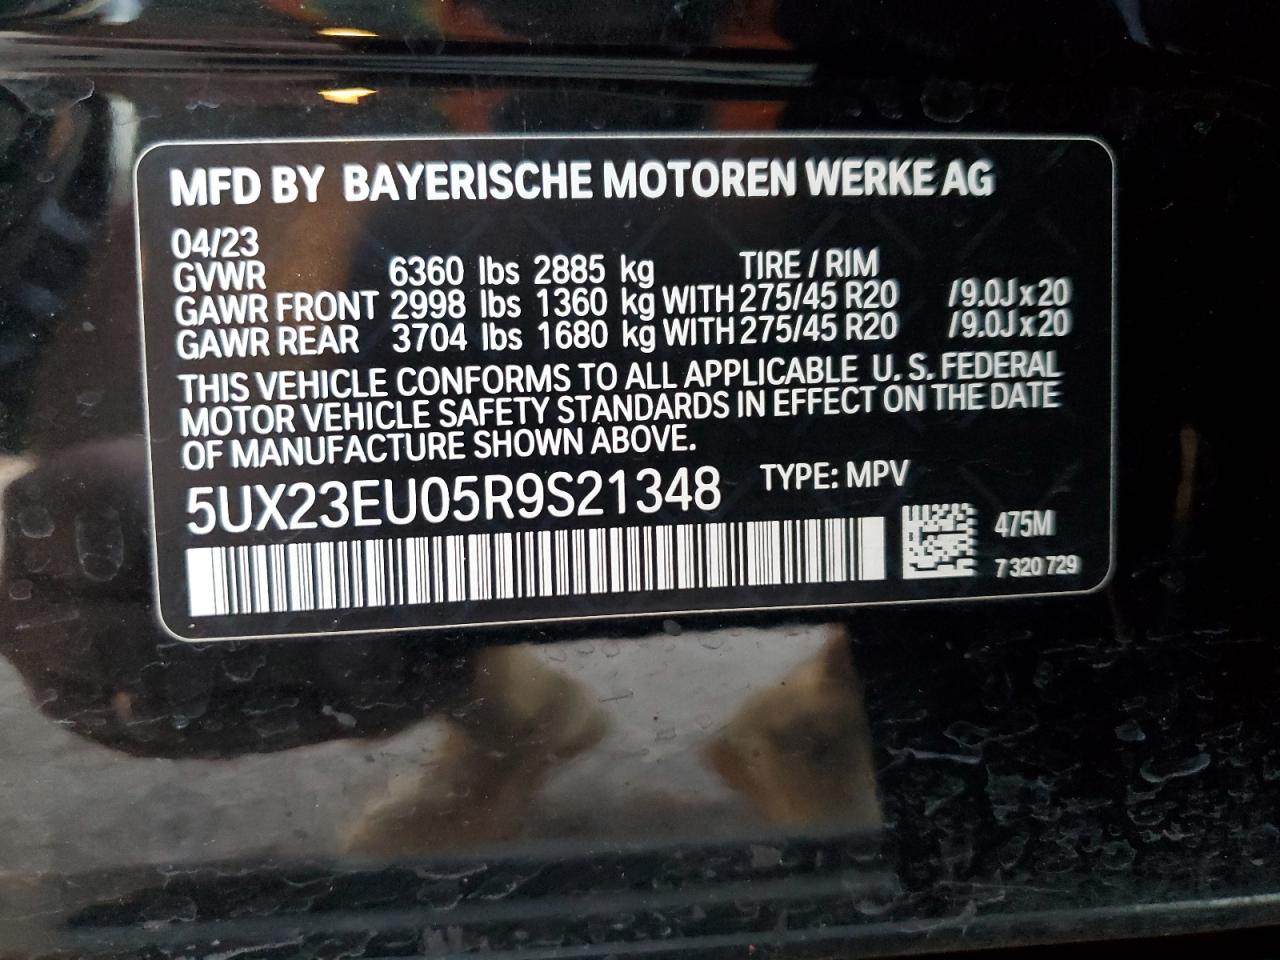 MFD BY BAYERISCHE MOTOREN WERKE AG
04/23
GVWR 6360 lbs 2885 kg TIRE / RIM
GAWR FRONT 2998 lbs 1360 kg WITH 275/45 R20 /9.0J x 20
GAWR REAR 3704 lbs 1680 kg WITH 275/45 R20 /9.0J x 20
THIS VEHICLE CONFORMS TO ALL APPLICABLE U. S. FEDERAL
MOTOR VEHICLE SAFETY STANDARDS IN EFFECT ON THE DATE
OF MANUFACTURE SHOWN ABOVE.
5UX23EU05R9S21348 TYPE: MPV
475M
7 320 729